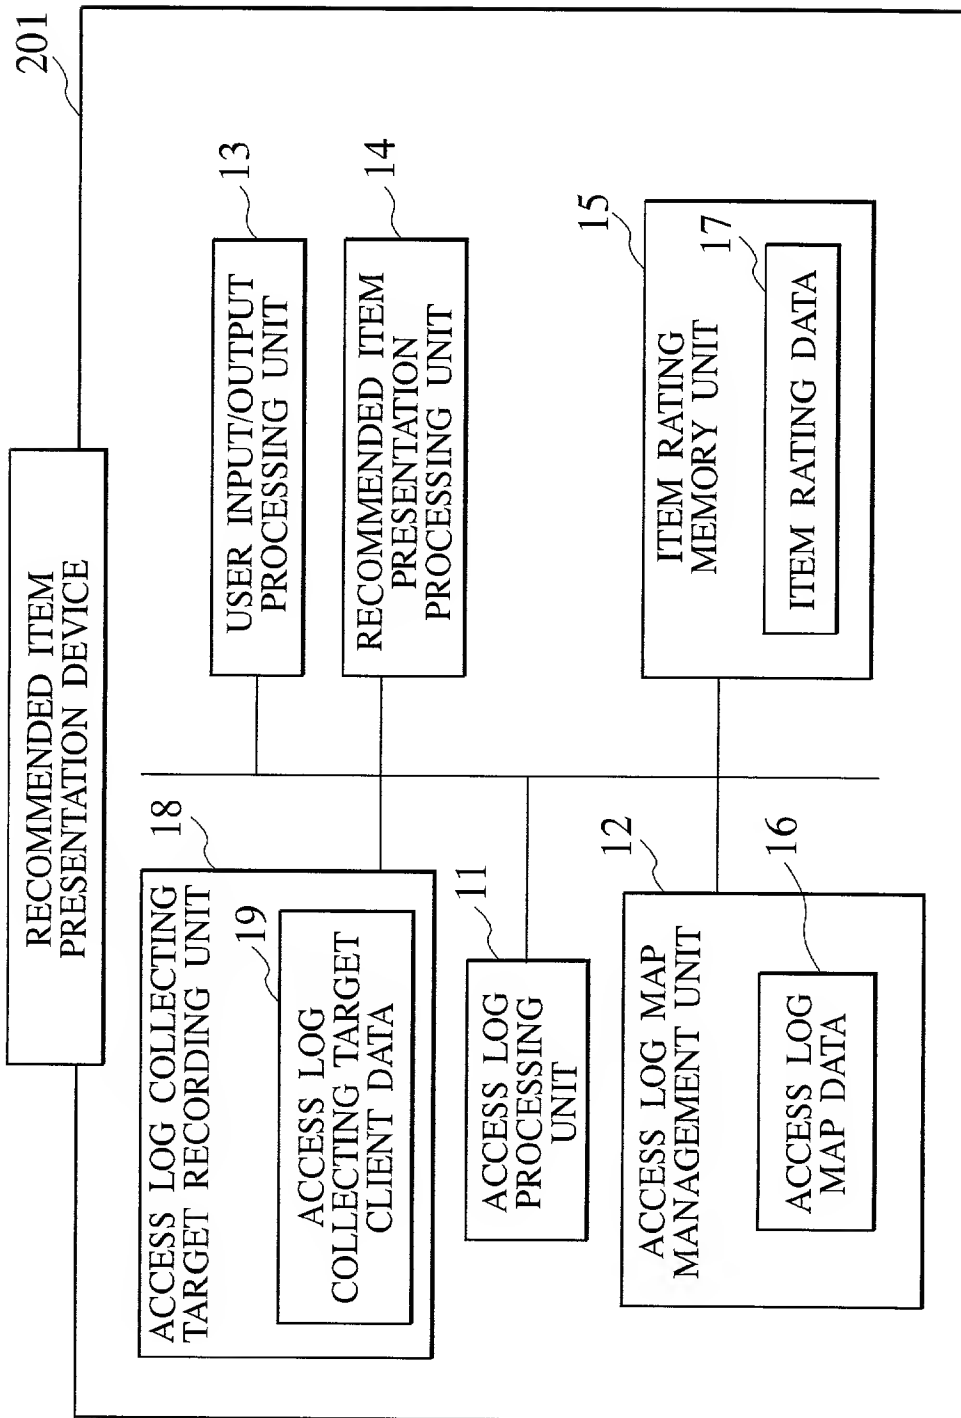 RECOMMENDED ITEM
PRESENTATION DEVICE
201
ACCESS LOG COLLECTING
TARGET RECORDING UNIT
18
19
ACCESS LOG
COLLECTING TARGET
CLIENT DATA
USER INPUT/OUTPUT
PROCESSING UNIT
13
RECOMMENDED ITEM
PRESENTATION
PROCESSING UNIT
14
ACCESS LOG
PROCESSING
UNIT
11
ACCESS LOG MAP
MANAGEMENT UNIT
12
ACCESS LOG
MAP DATA
16
ITEM RATING
MEMORY UNIT
15
ITEM RATING DATA
17